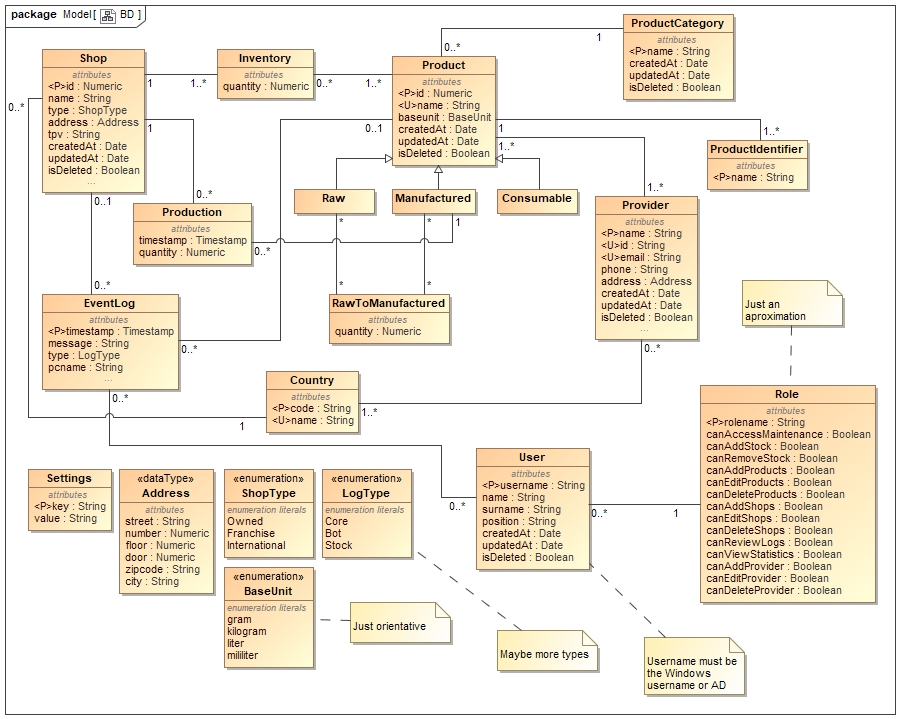 package Model[ BD ]
Shop
attributes
<P>id : Numeric
name : String
type : ShopType
address : Address
tpv : String
createdAt : Date
updatedAt : Date
isDeleted : Boolean
...
Inventory
attributes
quantity : Numeric
Product
attributes
<P>id : Numeric
<U>name : String
baseunit : BaseUnit
createdAt : Date
updatedAt : Date
isDeleted : Boolean
ProductCategory
attributes
<P>name : String
createdAt : Date
updatedAt : Date
isDeleted : Boolean
0..*
1
1
1..*
0..*
1..*
0..*
1
0..1
1
1..*
1..*
ProductIdentifier
attributes
<P>name : String
Raw
Manufactured
Consumable
1..*
0..1
0..*
Production
attributes
timestamp : Timestamp
quantity : Numeric
0..*
*
*
1
Provider
attributes
<P>name : String
<U>id : String
<U>email : String
phone : String
address : Address
createdAt : Date
updatedAt : Date
isDeleted : Boolean
...
0..*
*
*
EventLog
attributes
<P>timestamp : Timestamp
message : String
type : LogType
pcname : String
...
0..*
RawToManufactured
attributes
quantity : Numeric
Just an
aproximation
0..*
0..*
Country
attributes
<P>code : String
<U>name : String
1
1..*
Role
attributes
<P>rolename : String
canAccessMaintenance : Boolean
canAddStock : Boolean
canRemoveStock : Boolean
canAddProducts : Boolean
canEditProducts : Boolean
canDeleteProducts : Boolean
canAddShops : Boolean
canEditShops : Boolean
canDeleteShops : Boolean
canReviewLogs : Boolean
canViewStatistics : Boolean
canAddProvider : Boolean
canEditProvider : Boolean
canDeleteProvider : Boolean
User
attributes
<P>username : String
name : String
surname : String
position : String
createdAt : Date
updatedAt : Date
isDeleted : Boolean
0..*
0..*
1
Settings
attributes
<P>key : String
value : String
«dataType»
Address
attributes
street : String
number : Numeric
floor : Numeric
door : Numeric
zipcode : String
city : String
«enumeration»
ShopType
enumeration literals
Owned
Franchise
International
«enumeration»
LogType
enumeration literals
Core
Bot
Stock
«enumeration»
BaseUnit
enumeration literals
gram
kilogram
liter
mililiter
Just orientative
Maybe more types
Username must be
the Windows
username or AD